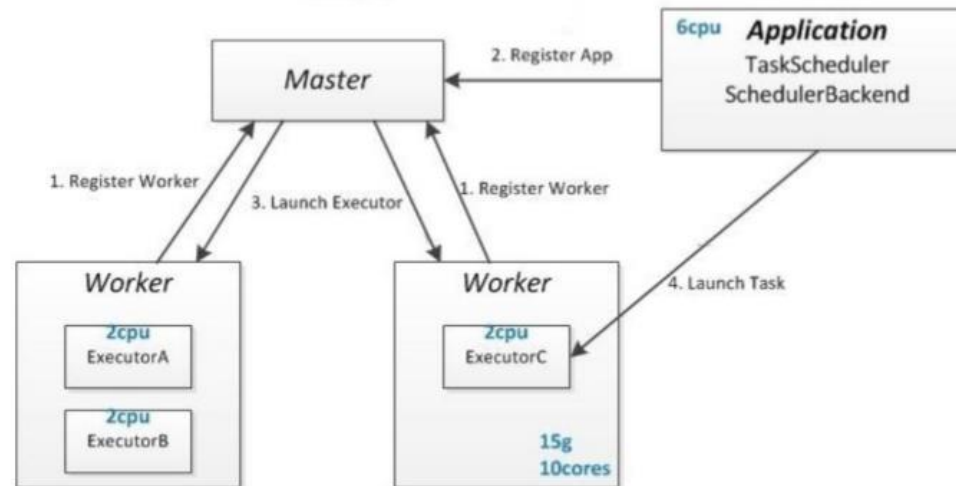 6cpu
Application
TaskScheduler
SchedulerBackend
2. Register App
Master
1. Register Worker
3. Launch Executor
1. Register Worker
4. Launch Task
Worker
2cpu
ExecutorA
2cpu
ExecutorB
Worker
2cpu
ExecutorC
15g
10cores